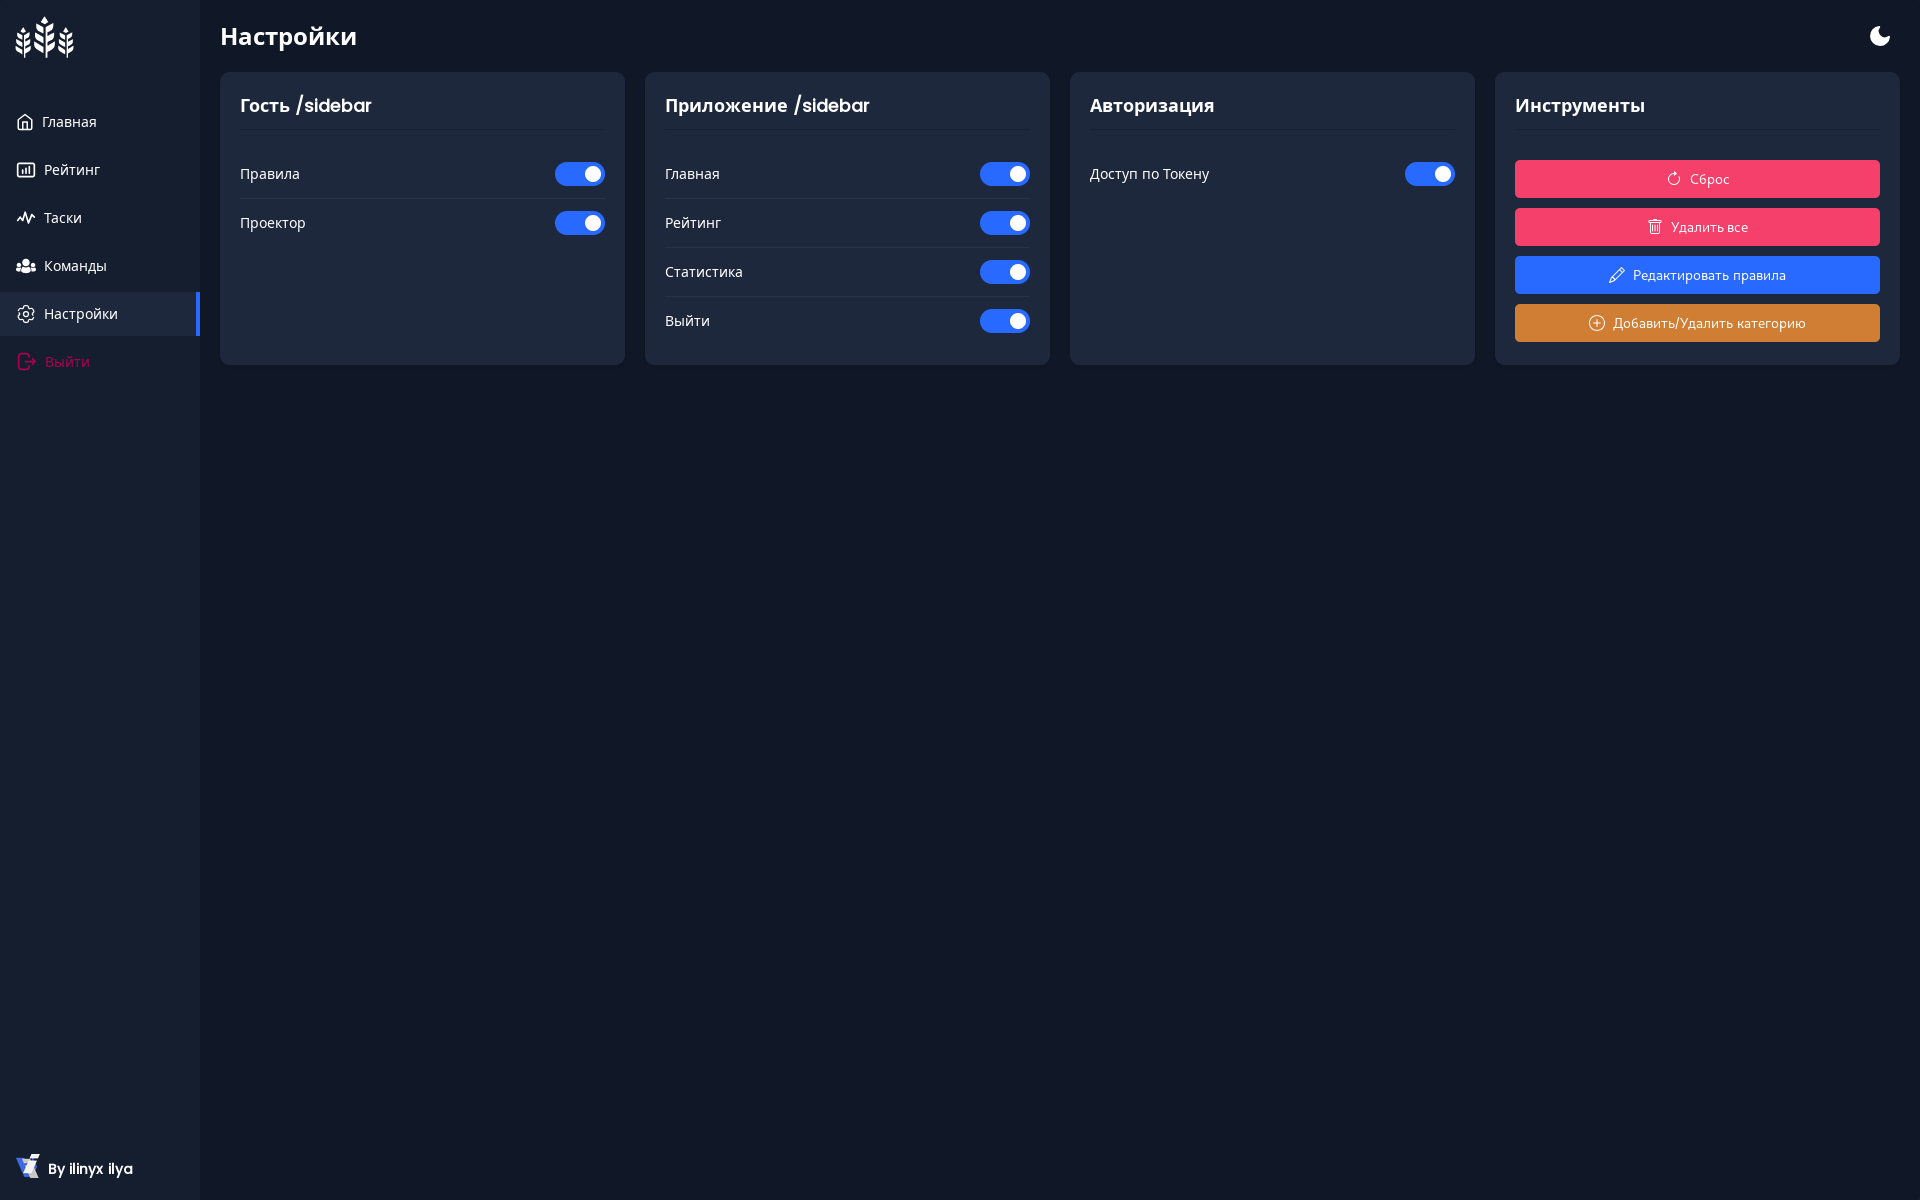 Настройки
Главная
Рейтинг
Таски
Команды
Настройки
Выйти
By ilinyx ilya
Гость /sidebar
Правила
Проектор
Приложение /sidebar
Главная
Рейтинг
Статистика
Выйти
Авторизация
Доступ по Токену
Инструменты
Сброс
Удалить все
Редактировать правила
Добавить/Удалить категорию